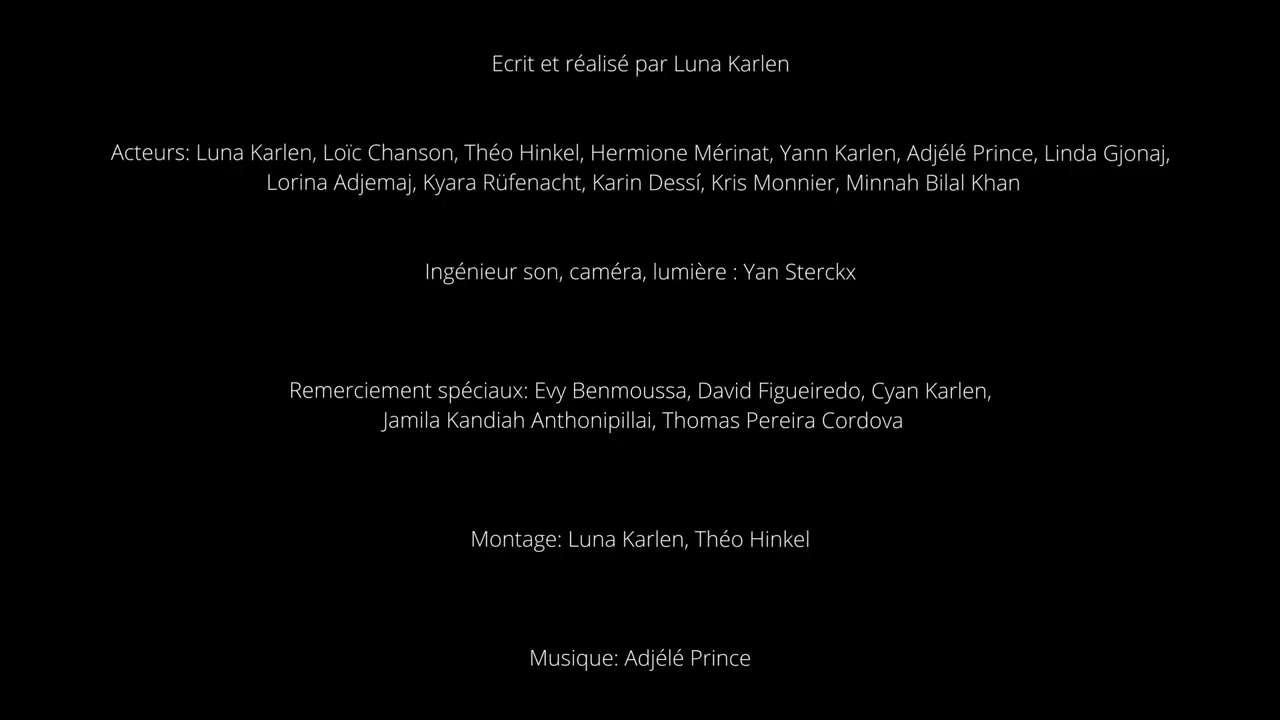 Ecrit et réalisé par Luna Karlen
Acteurs: Luna Karlen, Loïc Chanson, Théo Hinkel, Hermione Mérinat, Yann Karlen, Adjélé Prince, Linda Gjonaj,
Lorina Adjemaj, Kyara Rüfenacht, Karin Dessí, Kris Monnier, Minnah Bilal Khan
Ingénieur son, caméra, lumière : Yan Sterckx
Remerciement spéciaux: Evy Benmoussa, David Figueiredo, Cyan Karlen,
Jamila Kandiah Anthonipillai, Thomas Pereira Cordova
Montage: Luna Karlen, Théo Hinkel
Musique: Adjélé Prince